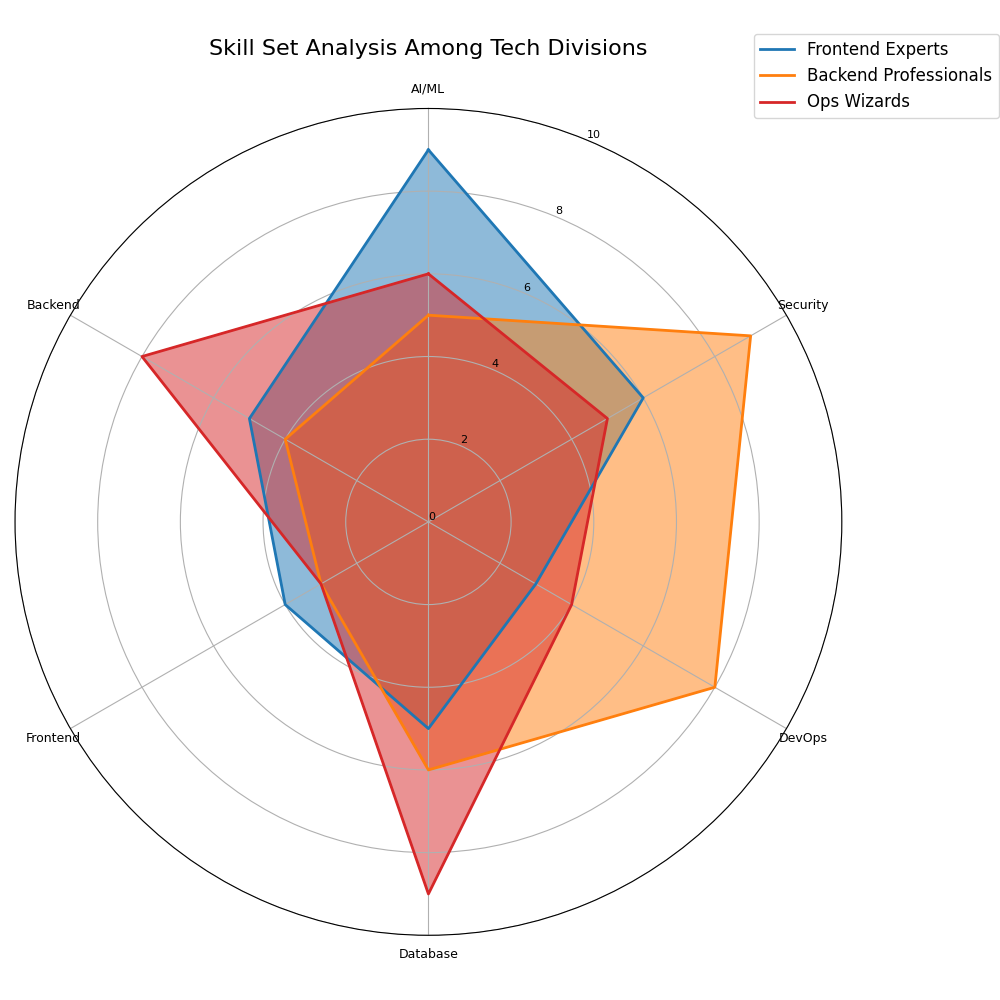 Skill Set Analysis Among Tech Divisions
Frontend Experts
Backend Professionals
Ops Wizards
AI/ML
10
8
Backend
6
Security
4
2
0
Frontend
DevOps
Database